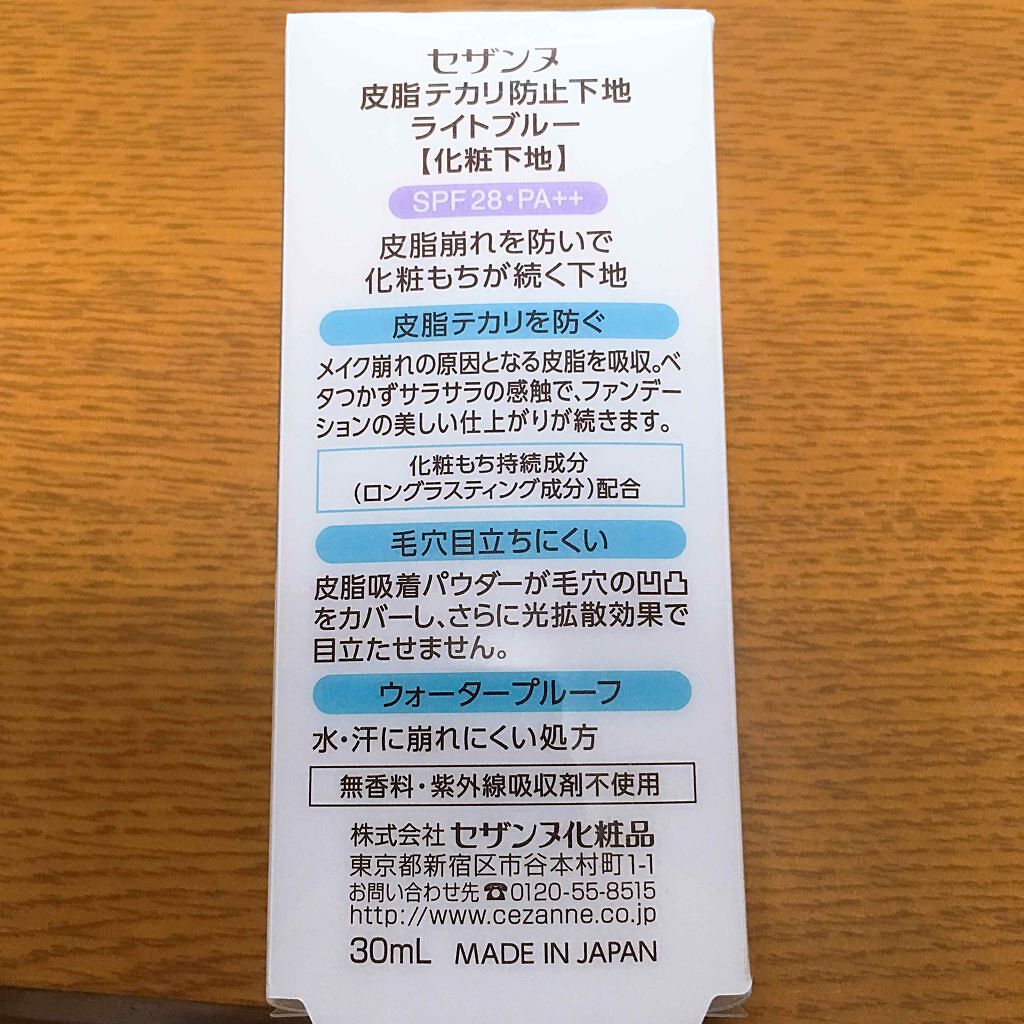 セザンヌ
皮脂テカリ防止下地
ライトブルー
【化粧下地】
SPF28・PA++
皮脂崩れを防いで
化粧もちが続く下地
皮脂テカリを防ぐ
メイク崩れの原因となる皮脂を吸収。ベ
タつかずサラサラの感触で、ファンデー
ションの美しい仕上がりが続きます。
化粧もち持続成分
(ロングラスティング成分)配合
毛穴目立ちにくい
皮脂吸着パウダーが毛穴の凹凸
をカバーし、さらに光拡散効果で
目立たせません。
ウォータープルーフ
水・汗に崩れにくい処方
無香料・紫外線吸収剤不使用
株式会社 セザンヌ化粧品
東京都新宿区市谷本村町1-1
お問い合わせ先☎0120-55-8515
http://www.cezanne.co.jp
30mL MADE IN JAPAN